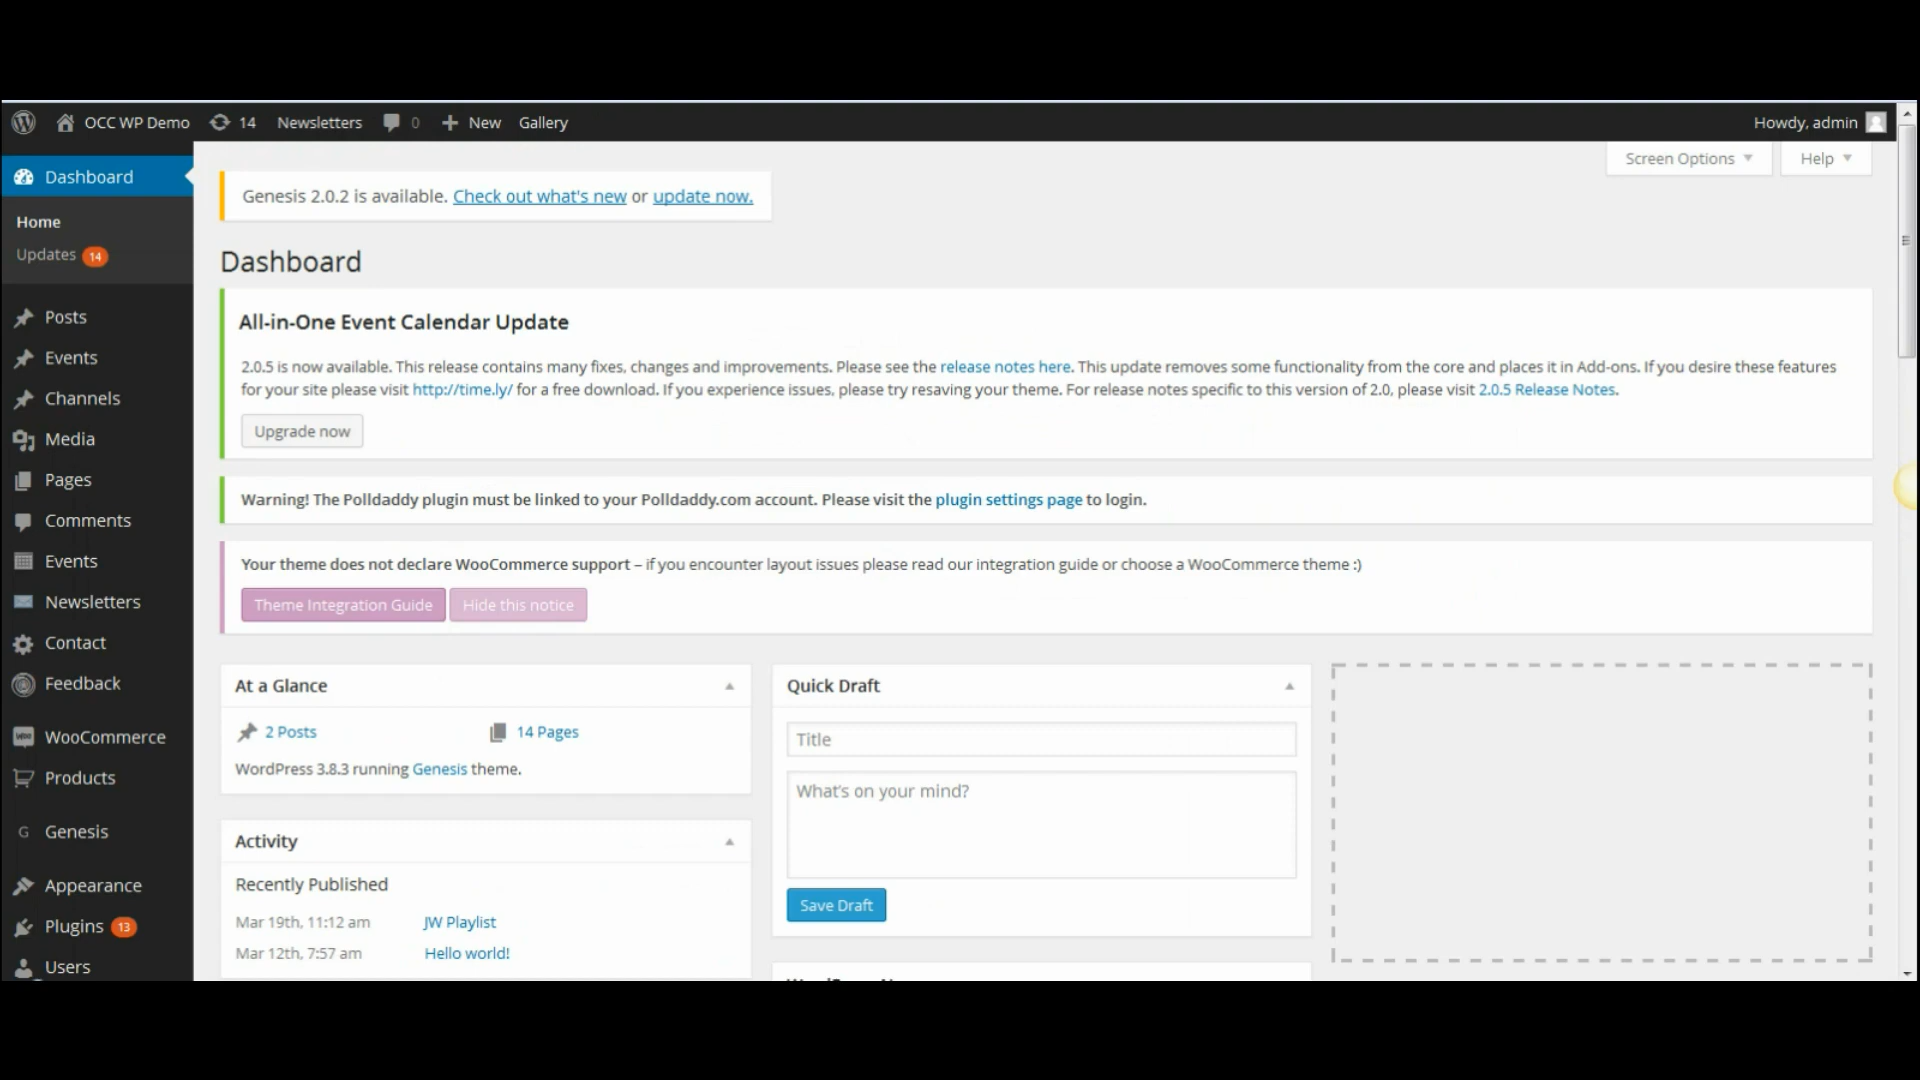 OCC WP Demo 14 Newsletters 0 New Gallery Howdy, admin
Screen Options Help
Dashboard
Home
Updates 14
Posts
Events
Channels
Media
Pages
Comments
Events
Newsletters
Contact
Feedback
WooCommerce
Products
Genesis
Appearance
Plugins 13
Users
Genesis 2.0.2 is available. Check out what's new or update now.
Dashboard
All-in-One Event Calendar Update
2.0.5 is now available. This release contains many fixes, changes and improvements. Please see the release notes here. This update removes some functionality from the core and places it in Add-ons. If you desire these features
for your site please visit http://time.ly/ for a free download. If you experience issues, please try resaving your theme. For release notes specific to this version of 2.0, please visit 2.0.5 Release Notes.
Upgrade now
Warning! The Polldaddy plugin must be linked to your Polldaddy.com account. Please visit the plugin settings page to login.
Your theme does not declare WooCommerce support – if you encounter layout issues please read our integration guide or choose a WooCommerce theme :)
Theme Integration Guide Hide this notice
At a Glance
2 Posts 14 Pages
WordPress 3.8.3 running Genesis theme.
Activity
Recently Published
Mar 19th, 11:12 am JW Playlist
Mar 12th, 7:57 am Hello world!
Quick Draft
Title
What's on your mind?
Save Draft